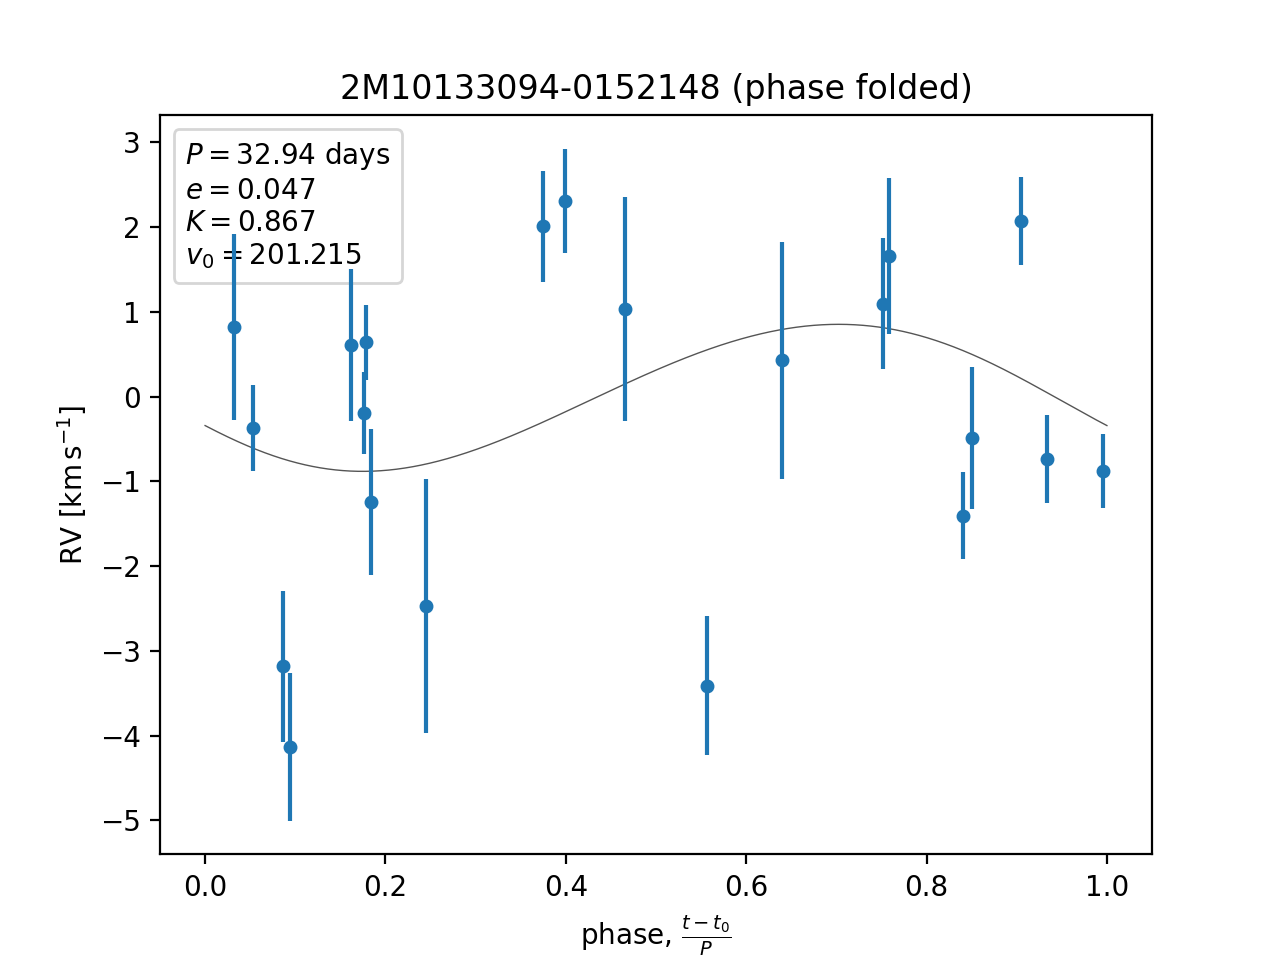 2M10133094-0152148 (phase folded)
P = 32.94 days
e = 0.047
K = 0.867
v₀ = 201.215
3
2
1
0
−1
−2
−3
−4
−5
RV [km s⁻¹]
0.0 0.2 0.4 0.6 0.8 1.0
phase, (t − t₀)/P